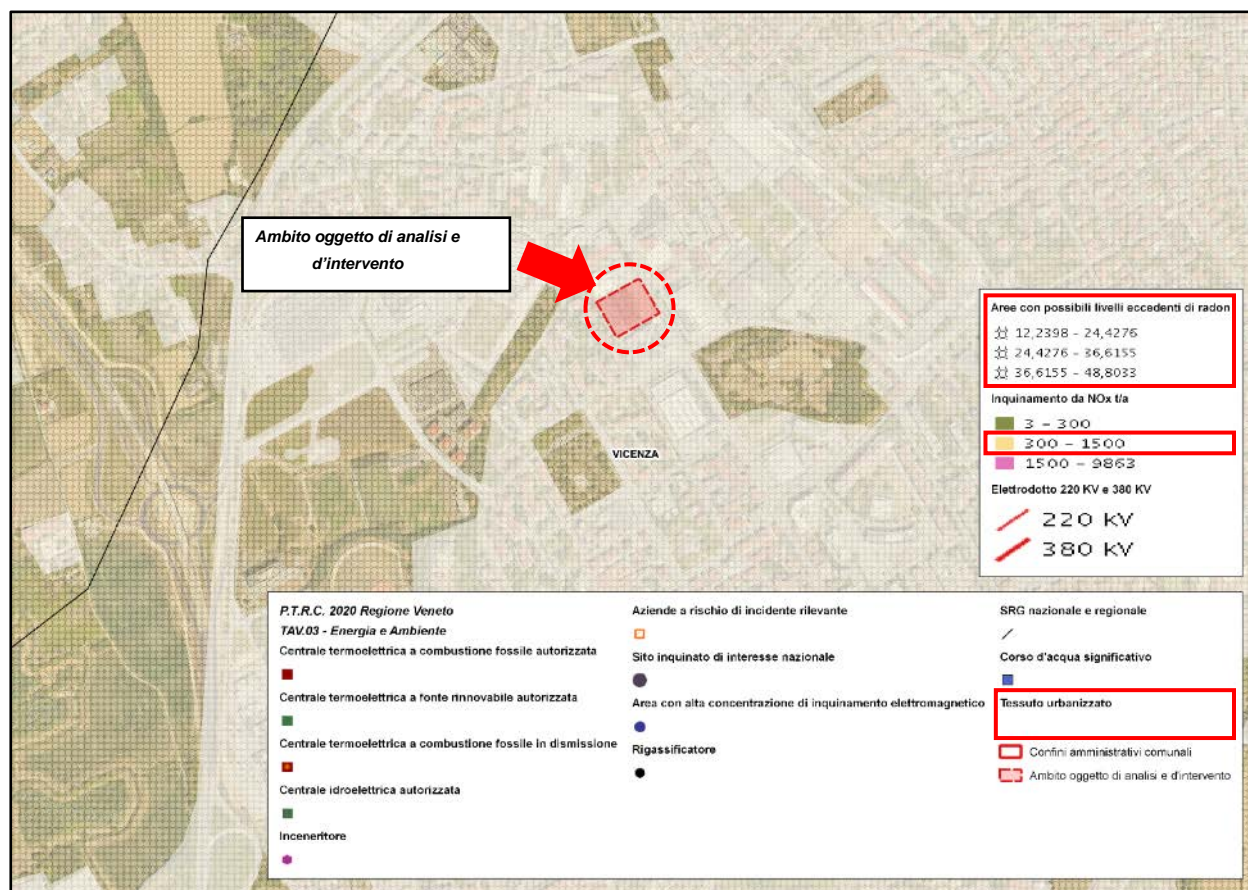 Ambito oggetto di analisi e
d'intervento
VICENZA
Aree con possibili livelli eccedenti di radon
12,2398 - 24,4276
24,4276 - 36,6155
36,6155 - 48,8033
Inquinamento da NOx t/a
3 - 300
300 - 1500
1500 - 9863
Elettrodotto 220 KV e 380 KV
220 KV
380 KV
P.T.R.C. 2020 Regione Veneto
TAV.03 - Energia e Ambiente
Centrale termoelettrica a combustione fossile autorizzata
Centrale termoelettrica a fonte rinnovabile autorizzata
Centrale termoelettrica a combustione fossile in dismissione
Centrale idroelettrica autorizzata
Inceneritore
Aziende a rischio di incidente rilevante
Sito inquinato di interesse nazionale
Area con alta concentrazione di inquinamento elettromagnetico
Rigassificatore
SRG nazionale e regionale
Corso d'acqua significativo
Tessuto urbanizzato
Confini amministrativi comunali
Ambito oggetto di analisi e d'intervento